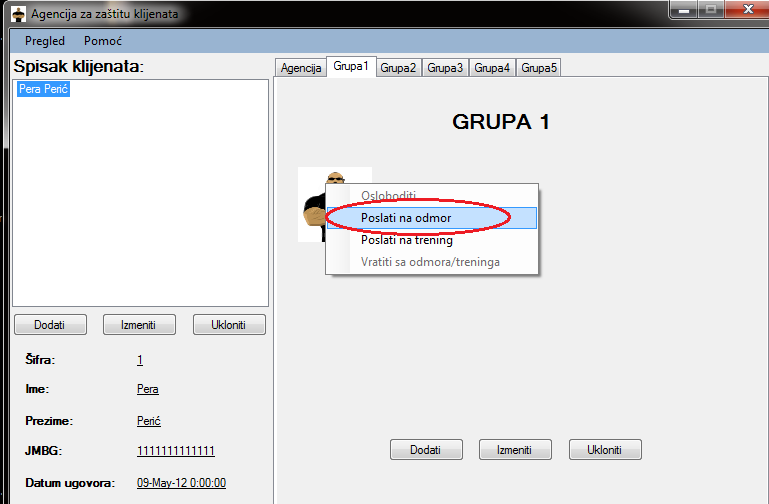 Agencija za zaštitu klijenata
Pregled Pomoć
Spisak klijenata:
Pera Perić
Dodati Izmeniti Ukloniti
Šifra: 1
Ime: Pera
Prezime: Perić
JMBG: 1111111111111
Datum ugovora: 09-May-12 0:00:00
Agencija Grupa1 Grupa2 Grupa3 Grupa4 Grupa5
GRUPA 1
Osloboditi
Poslati na odmor
Poslati na trening
Vratiti sa odmora/treninga
Dodati Izmeniti Ukloniti